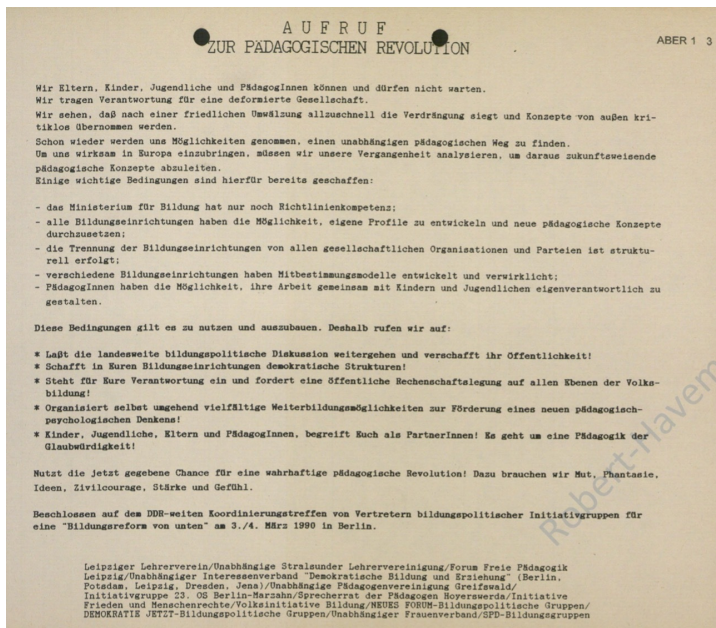 AUFRUF
ZUR PÄDAGOGISCHEN REVOLUTION
ABER 1 3
Wir Eltern, Kinder, Jugendliche und PädagogInnen können und dürfen nicht warten.
Wir tragen Verantwortung für eine deformierte Gesellschaft.
Wir sehen, daß nach einer friedlichen Umwälzung allzuschnell die Verdrängung siegt und Konzepte von außen kri-
tiklos übernommen werden.
Schon wieder werden uns Möglichkeiten genommen, einen unabhängigen pädagogischen Weg zu finden.
Um uns wirksam in Europa einzubringen, müssen wir unsere Vergangenheit analysieren, um daraus zukunftsweisende
pädagogische Konzepte abzuleiten.
Einige wichtige Bedingungen sind hierfür bereits geschaffen:
- das Ministerium für Bildung hat nur noch Richtlinienkompetenz;
- alle Bildungseinrichtungen haben die Möglichkeit, eigene Profile zu entwickeln und neue pädagogische Konzepte
durchzusetzen;
- die Trennung der Bildungseinrichtungen von allen gesellschaftlichen Organisationen und Parteien ist struktu-
rell erfolgt;
- verschiedene Bildungseinrichtungen haben Mitbestimmungsmodelle entwickelt und verwirklicht;
- PädagogInnen haben die Möglichkeit, ihre Arbeit gemeinsam mit Kindern und Jugendlichen eigenverantwortlich zu
gestalten.
Diese Bedingungen gilt es zu nutzen und auszubauen. Deshalb rufen wir auf:
* Laßt die landesweite bildungspolitische Diskussion weitergehen und verschafft ihr Öffentlichkeit!
* Schafft in Euren Bildungseinrichtungen demokratische Strukturen!
* Steht für Eure Verantwortung ein und fordert eine öffentliche Rechenschaftslegung auf allen Ebenen der Volks-
bildung!
* Organisiert selbst umgehend vielfältige Weiterbildungsmöglichkeiten zur Förderung eines neuen pädagogisch-
psychologischen Denkens!
* Kinder, Jugendliche, Eltern und PädagogInnen, begreift Euch als PartnerInnen! Es geht um eine Pädagogik der
Glaubwürdigkeit!
Nutzt die jetzt gegebene Chance für eine wahrhaftige pädagogische Revolution! Dazu brauchen wir Mut, Phantasie,
Ideen, Zivilcourage, Stärke und Gefühl.
Beschlossen auf dem DDR-weiten Koordinierungstreffen von Vertretern bildungspolitischer Initiativgruppen für
eine "Bildungsreform von unten" am 3./4. März 1990 in Berlin.
Leipziger Lehrerverein/Unabhängige Stralsunder Lehrervereinigung/Forum Freie Pädagogik
Leipzig/Unabhängiger Interessenverband "Demokratische Bildung und Erziehung" (Berlin,
Potsdam, Leipzig, Dresden, Jena)/Unabhängige Pädagogenvereinigung Greifswald/
Initiativgruppe 23. OS Berlin-Marzahn/Sprecherrat der Pädagogen Hoyerswerda/Initiative
Frieden und Menschenrechte/Volksinitiative Bildung/NEUES FORUM-Bildungspolitische Gruppen/
DEMOKRATIE JETZT-Bildungspolitische Gruppen/Unabhängiger Frauenverband/SPD-Bildungsgruppen
Robert-Havem